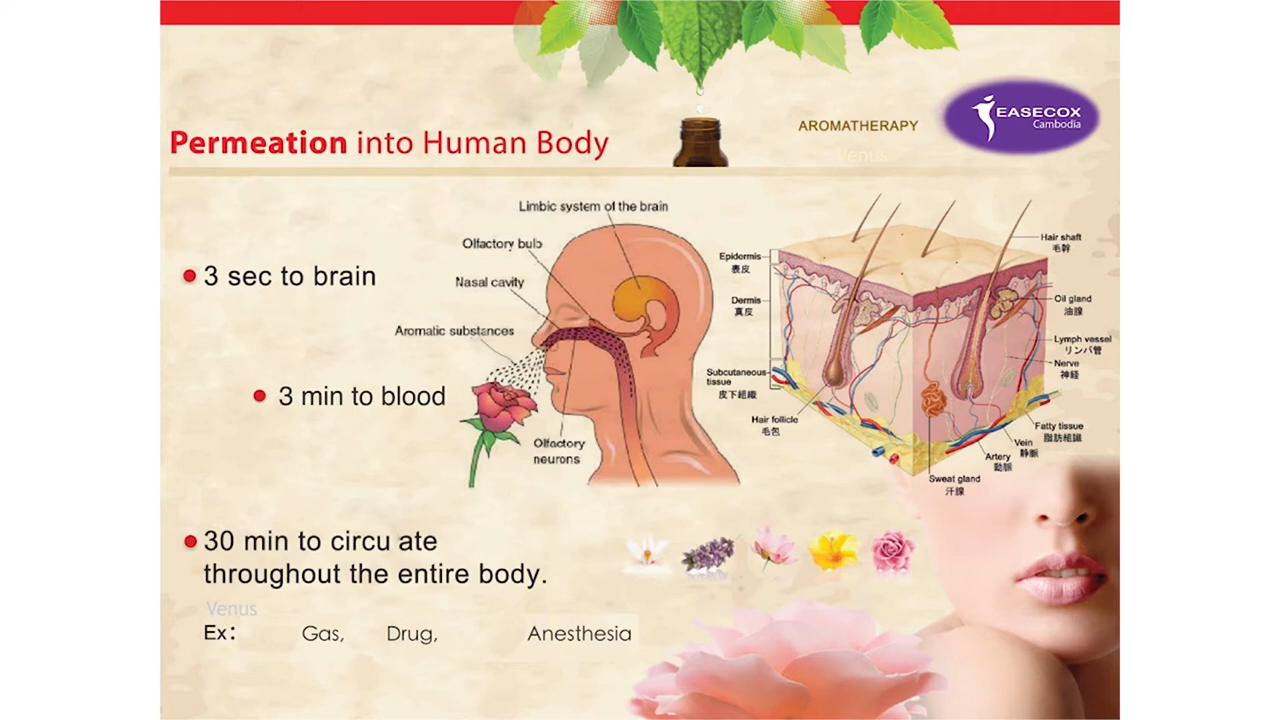 EASECOX
Cambodia
AROMATHERAPY
Venus
Permeation into Human Body
3 sec to brain
3 min to blood
30 min to circu ate
throughout the entire body.
Venus
Ex: Gas, Drug, Anesthesia
Limbic system of the brain
Olfactory bulb
Nasal cavity
Aromatic substances
Olfactory
neurons
Epidermis
表皮
Dermis
真皮
Subcutaneous
tissue
皮下組織
Hair follicle
毛包
Hair shaft
毛幹
Oil gland
油腺
Lymph vessel
リンパ管
Nerve
神経
Fatty tissue
脂肪組織
Vein
静脈
Artery
動脈
Sweat gland
汗腺